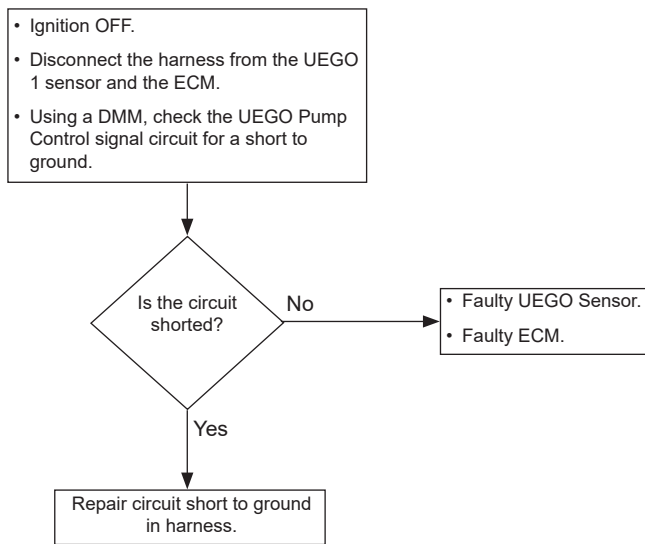 • Ignition OFF.
• Disconnect the harness from the UEGO
1 sensor and the ECM.
• Using a DMM, check the UEGO Pump
Control signal circuit for a short to
ground.
Is the circuit
shorted?
No
• Faulty UEGO Sensor.
• Faulty ECM.
Yes
Repair circuit short to ground
in harness.